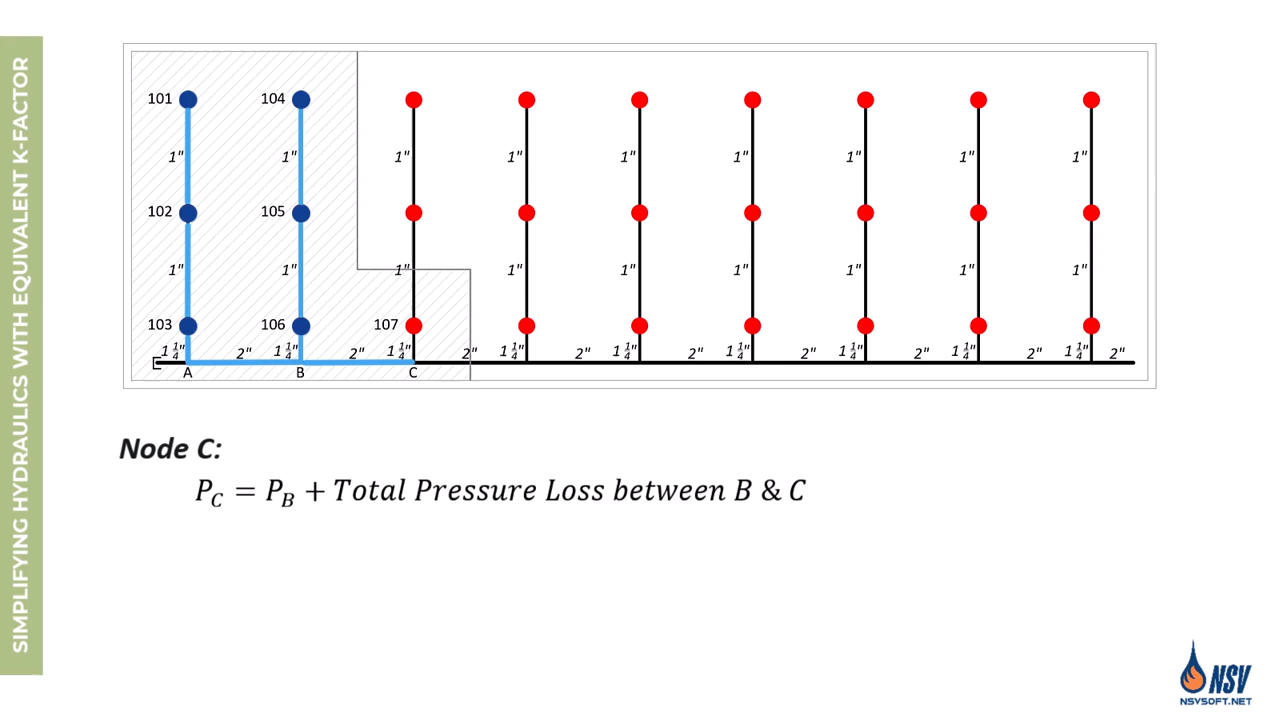 SIMPLIFYING HYDRAULICS WITH EQUIVALENT K-FACTOR
101 104
1" 1" 1" 1" 1" 1" 1" 1" 1"
102 105
1" 1" 1" 1" 1" 1" 1" 1" 1"
103 106 107
1 1/4" 2" 1 1/4" 2" 1 1/4" 2" 1 1/4" 2" 1 1/4" 2" 1 1/4" 2" 1 1/4" 2" 1 1/4" 2" 1 1/4" 2"
A B C
Node C:
P_C = P_B + Total Pressure Loss between B & C
NSV
NSVSOFT.NET